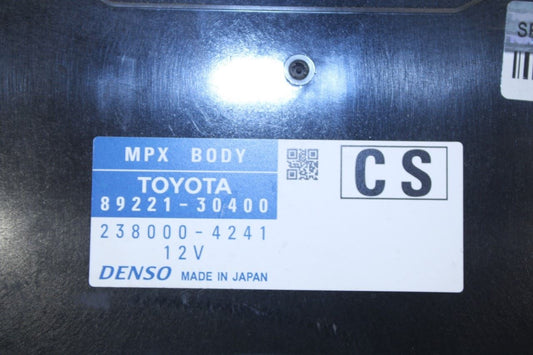 MPX BODY
TOYOTA
89221-30400
238000-4241
12V
DENSO MADE IN JAPAN
CS